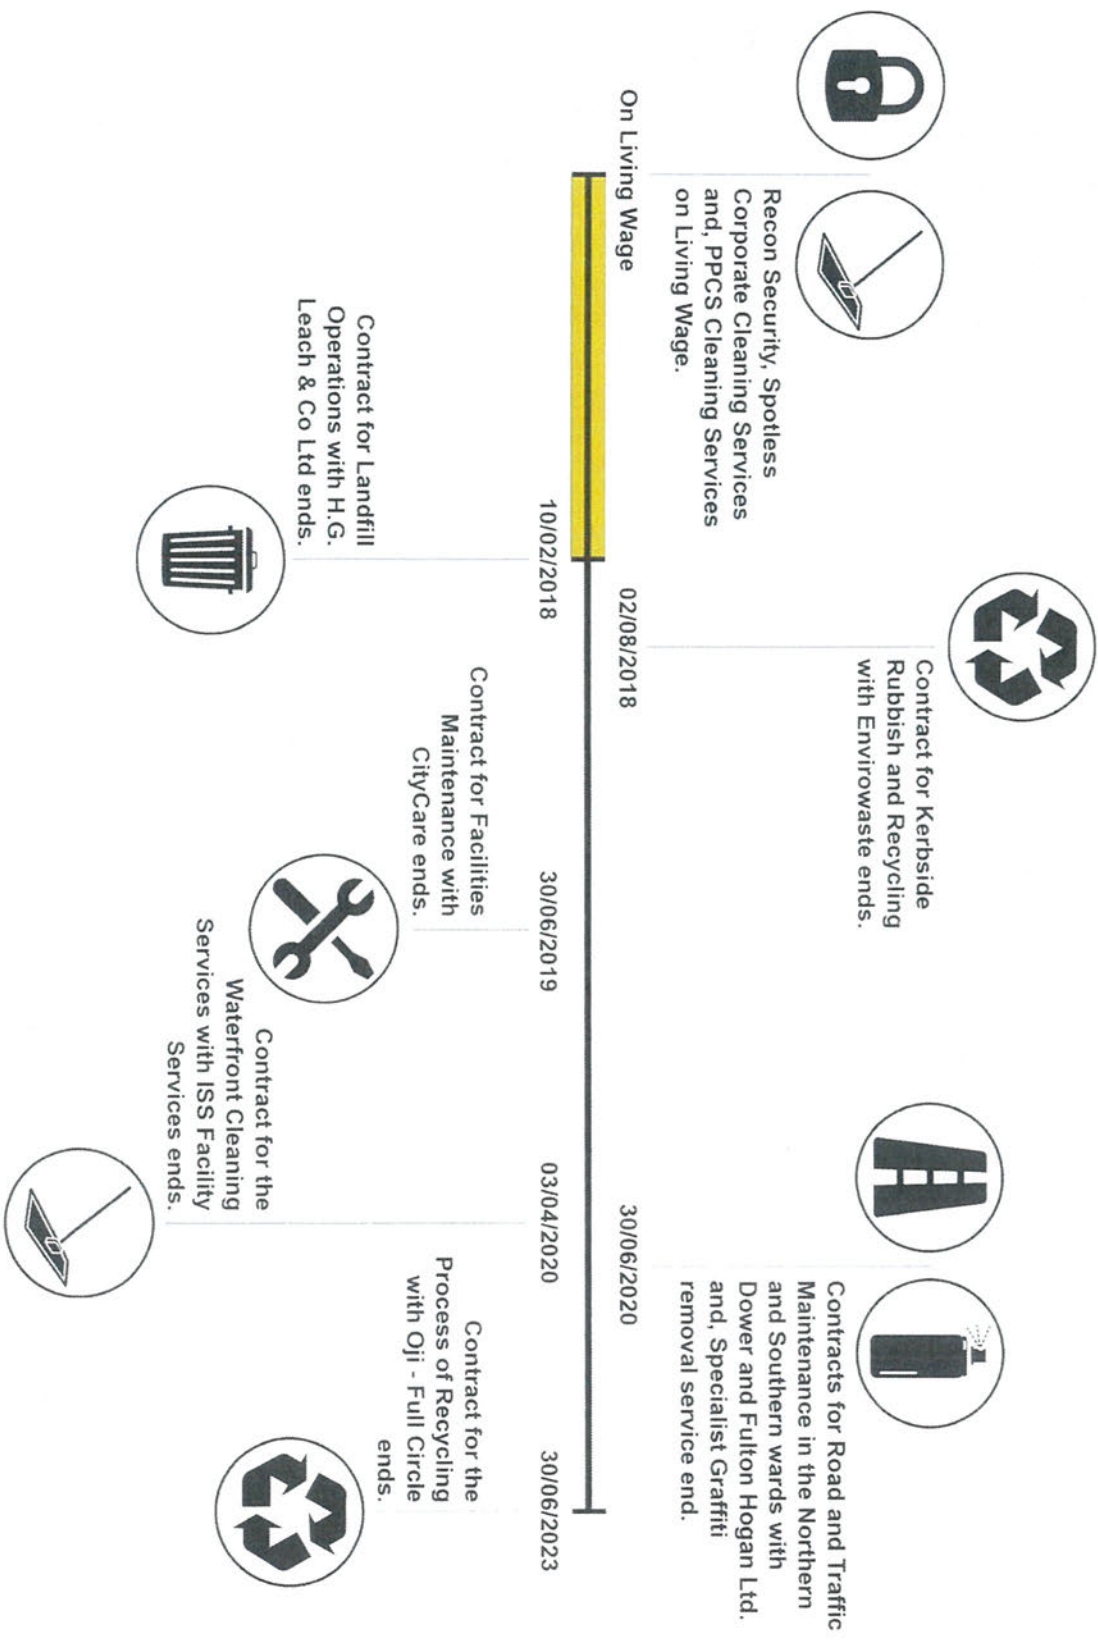 On Living Wage
Recon Security, Spotless
Corporate Cleaning Services
and, PPCS Cleaning Services
on Living Wage.
10/02/2018
Contract for Landfill
Operations with H.G.
Leach & Co Ltd ends.
02/08/2018
Contract for Kerbside
Rubbish and Recycling
with Envirowaste ends.
30/06/2019
Contract for Facilities
Maintenance with
CityCare ends.
03/04/2020
Contract for the
Waterfront Cleaning
Services with ISS Facility
Services ends.
30/06/2020
Contracts for Road and Traffic
Maintenance in the Northern
and Southern wards with
Dower and Fulton Hogan Ltd.
and, Specialist Graffiti
removal service end.
30/06/2023
Contract for the
Process of Recycling
with Oji - Full Circle
ends.